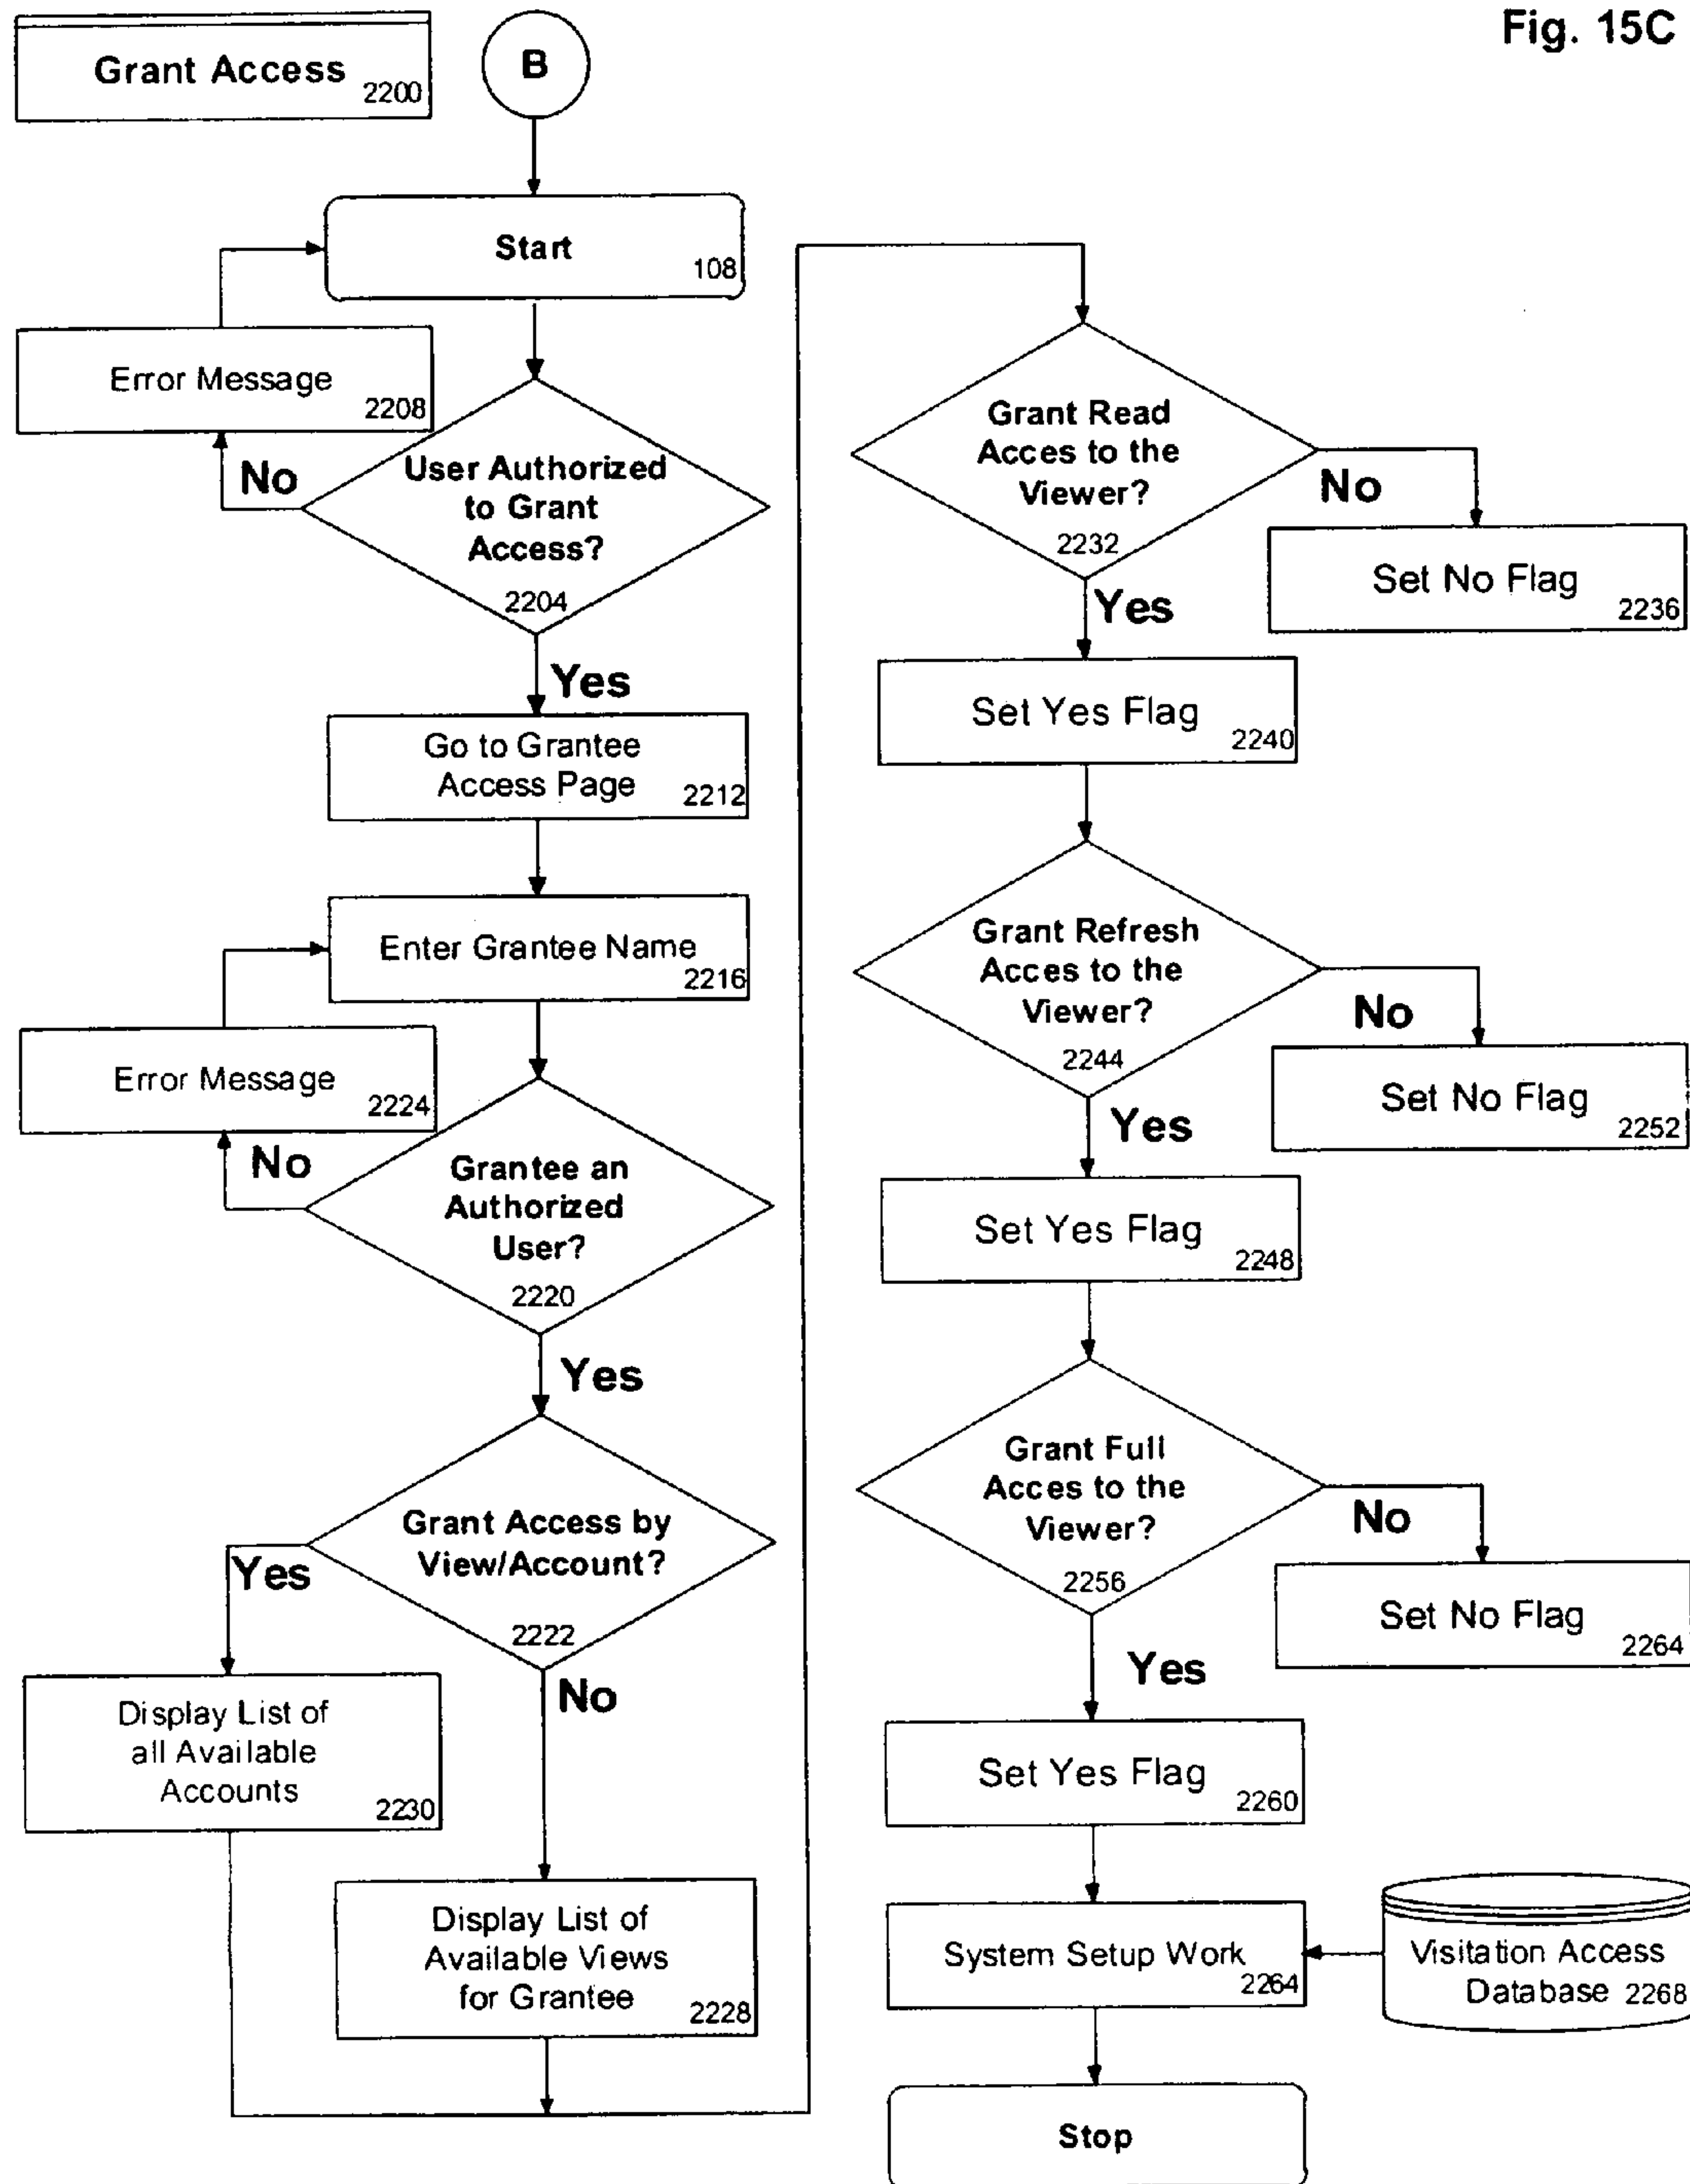 Fig. 15C
Grant Access
2200
B
Start
108
Error Message
2208
No
User Authorized
to Grant
Access?
2204
Yes
Go to Grantee
Access Page
2212
Enter Grantee Name
2216
Error Message
2224
No
Grantee an
Authorized
User?
2220
Yes
Grant Access by
View/Account?
2222
Yes
No
Display List of
all Available
Accounts
2230
Display List of
Available Views
for Grantee
2228
Grant Read
Acces to the
Viewer?
2232
No
Set No Flag
2236
Yes
Set Yes Flag
2240
Grant Refresh
Acces to the
Viewer?
2244
No
Set No Flag
2252
Yes
Set Yes Flag
2248
Grant Full
Acces to the
Viewer?
2256
No
Set No Flag
2264
Yes
Set Yes Flag
2260
System Setup Work
2264
Visitation Access
Database 2268
Stop